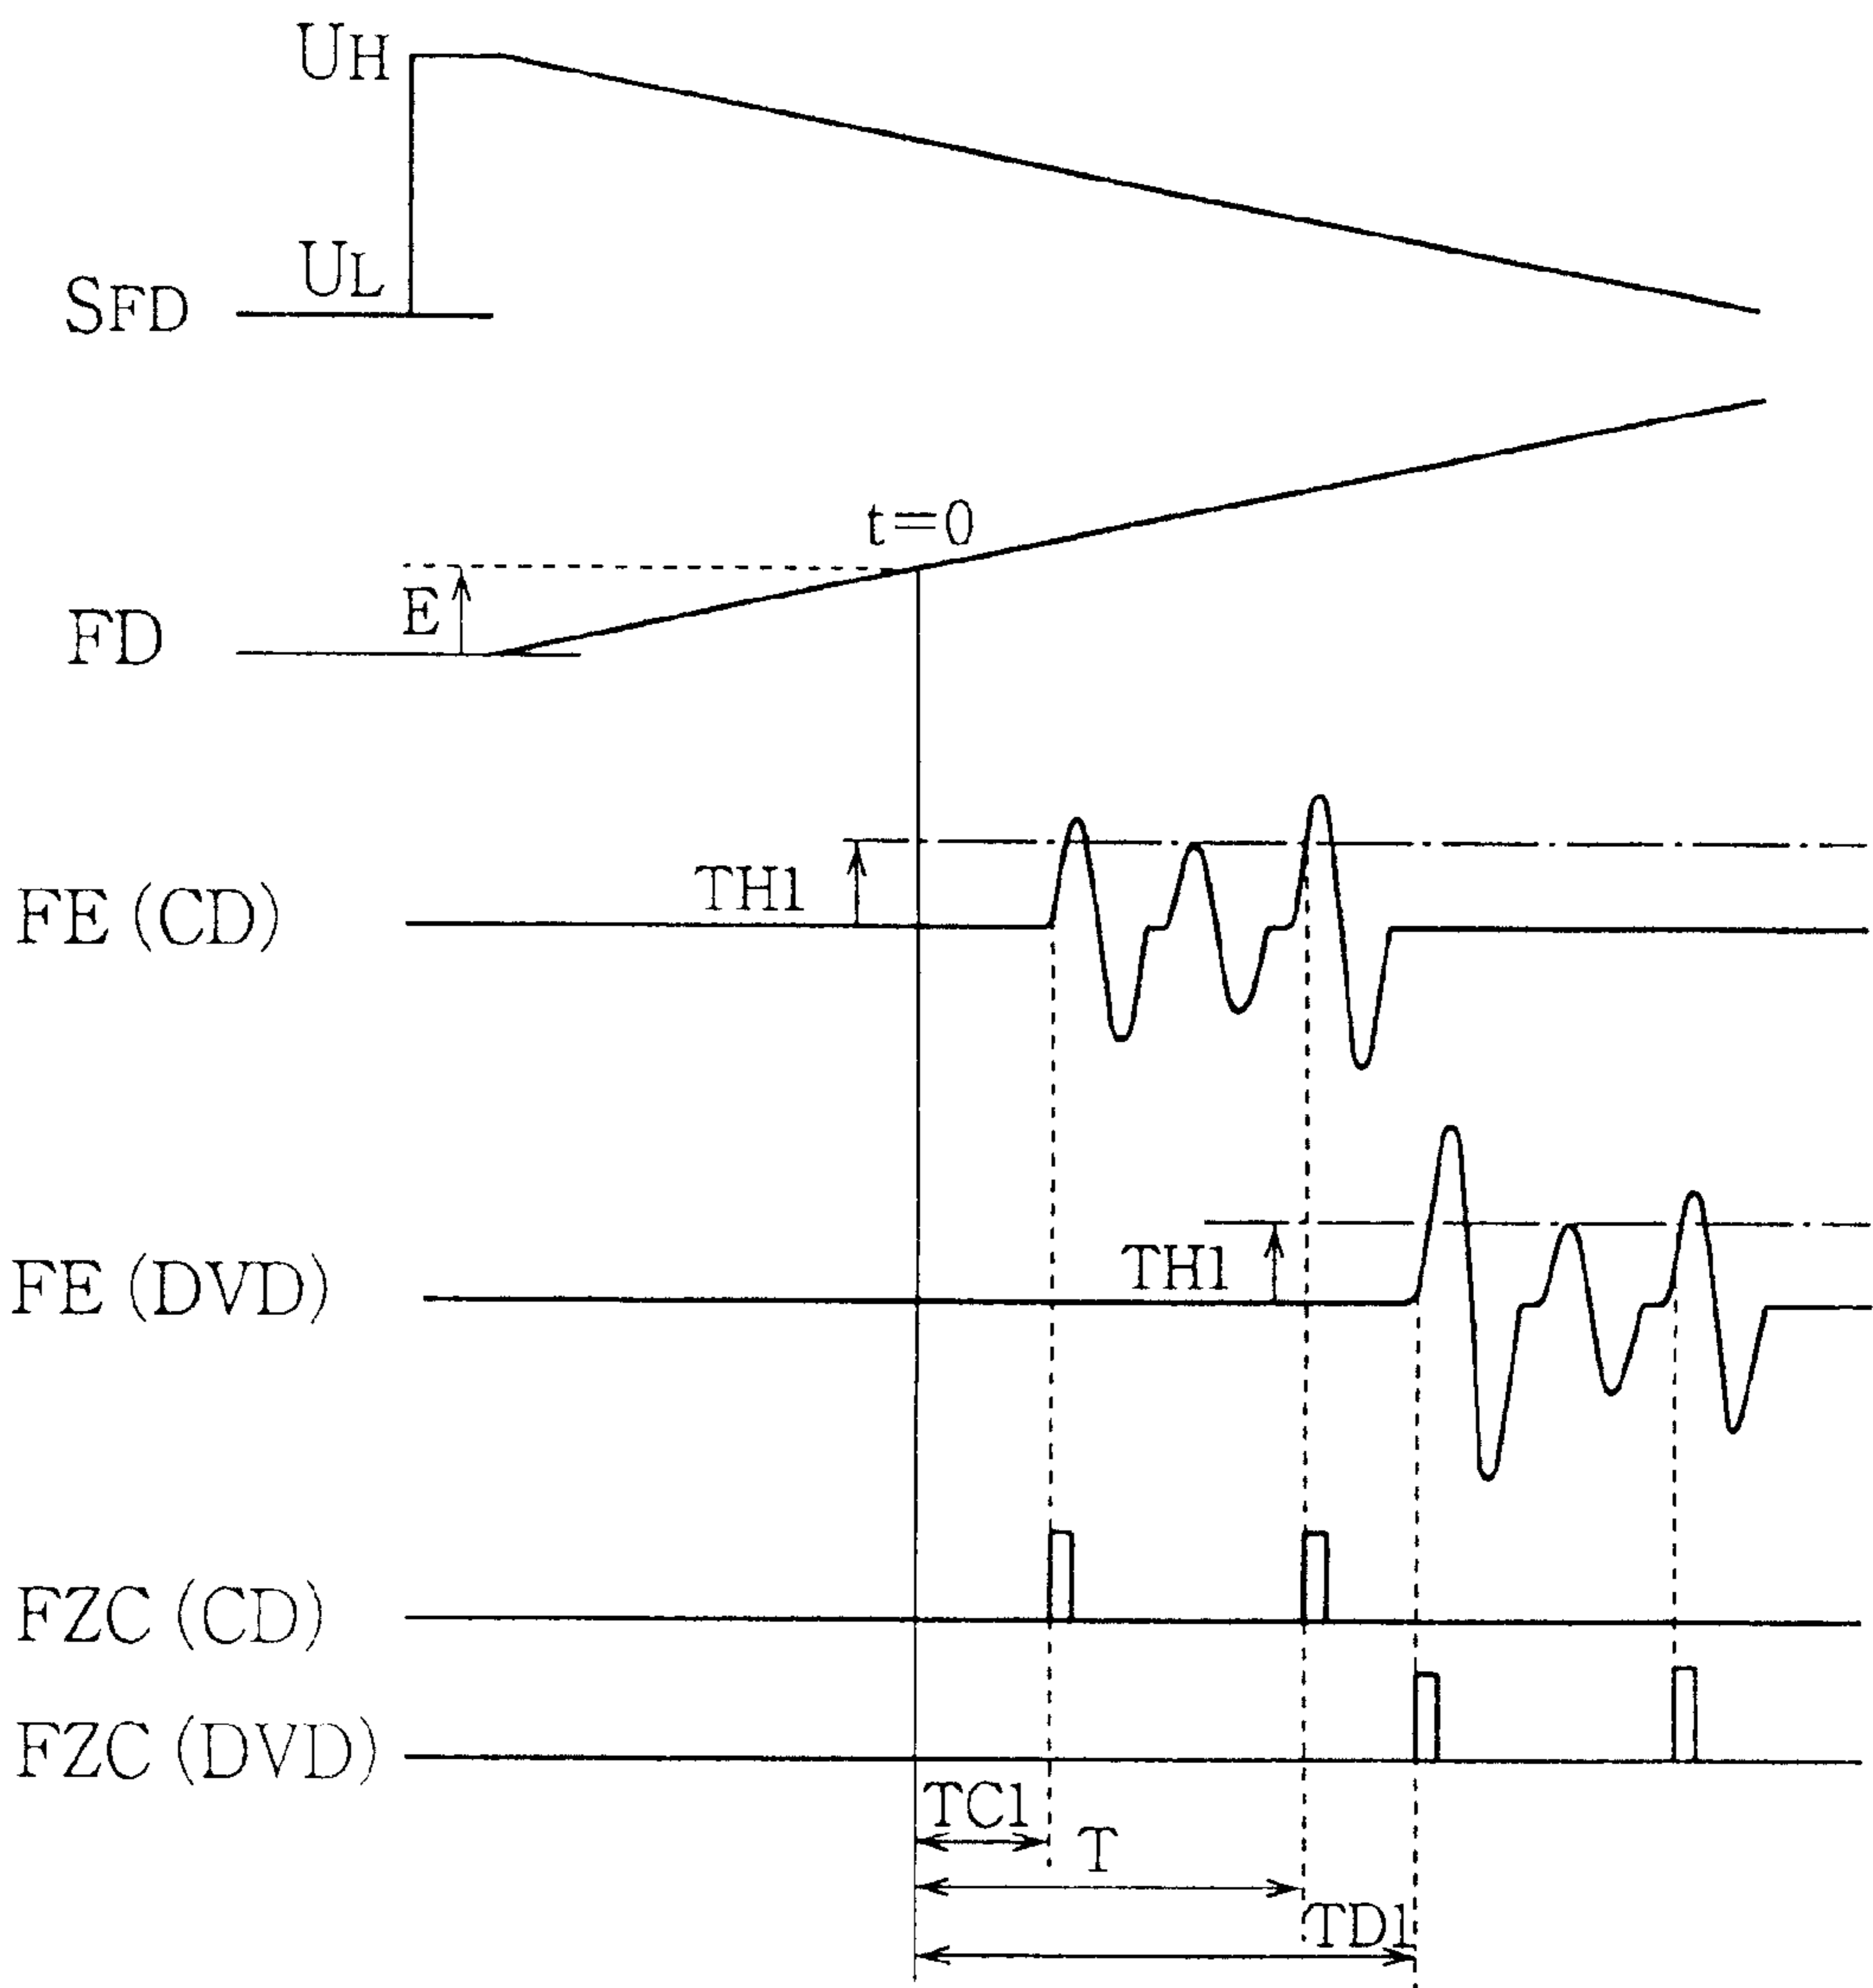 UH
UL
SFD
t=0
E
FD
TH1
FE (CD)
TH1
FE (DVD)
FZC (CD)
FZC (DVD)
TC1
T
TD1